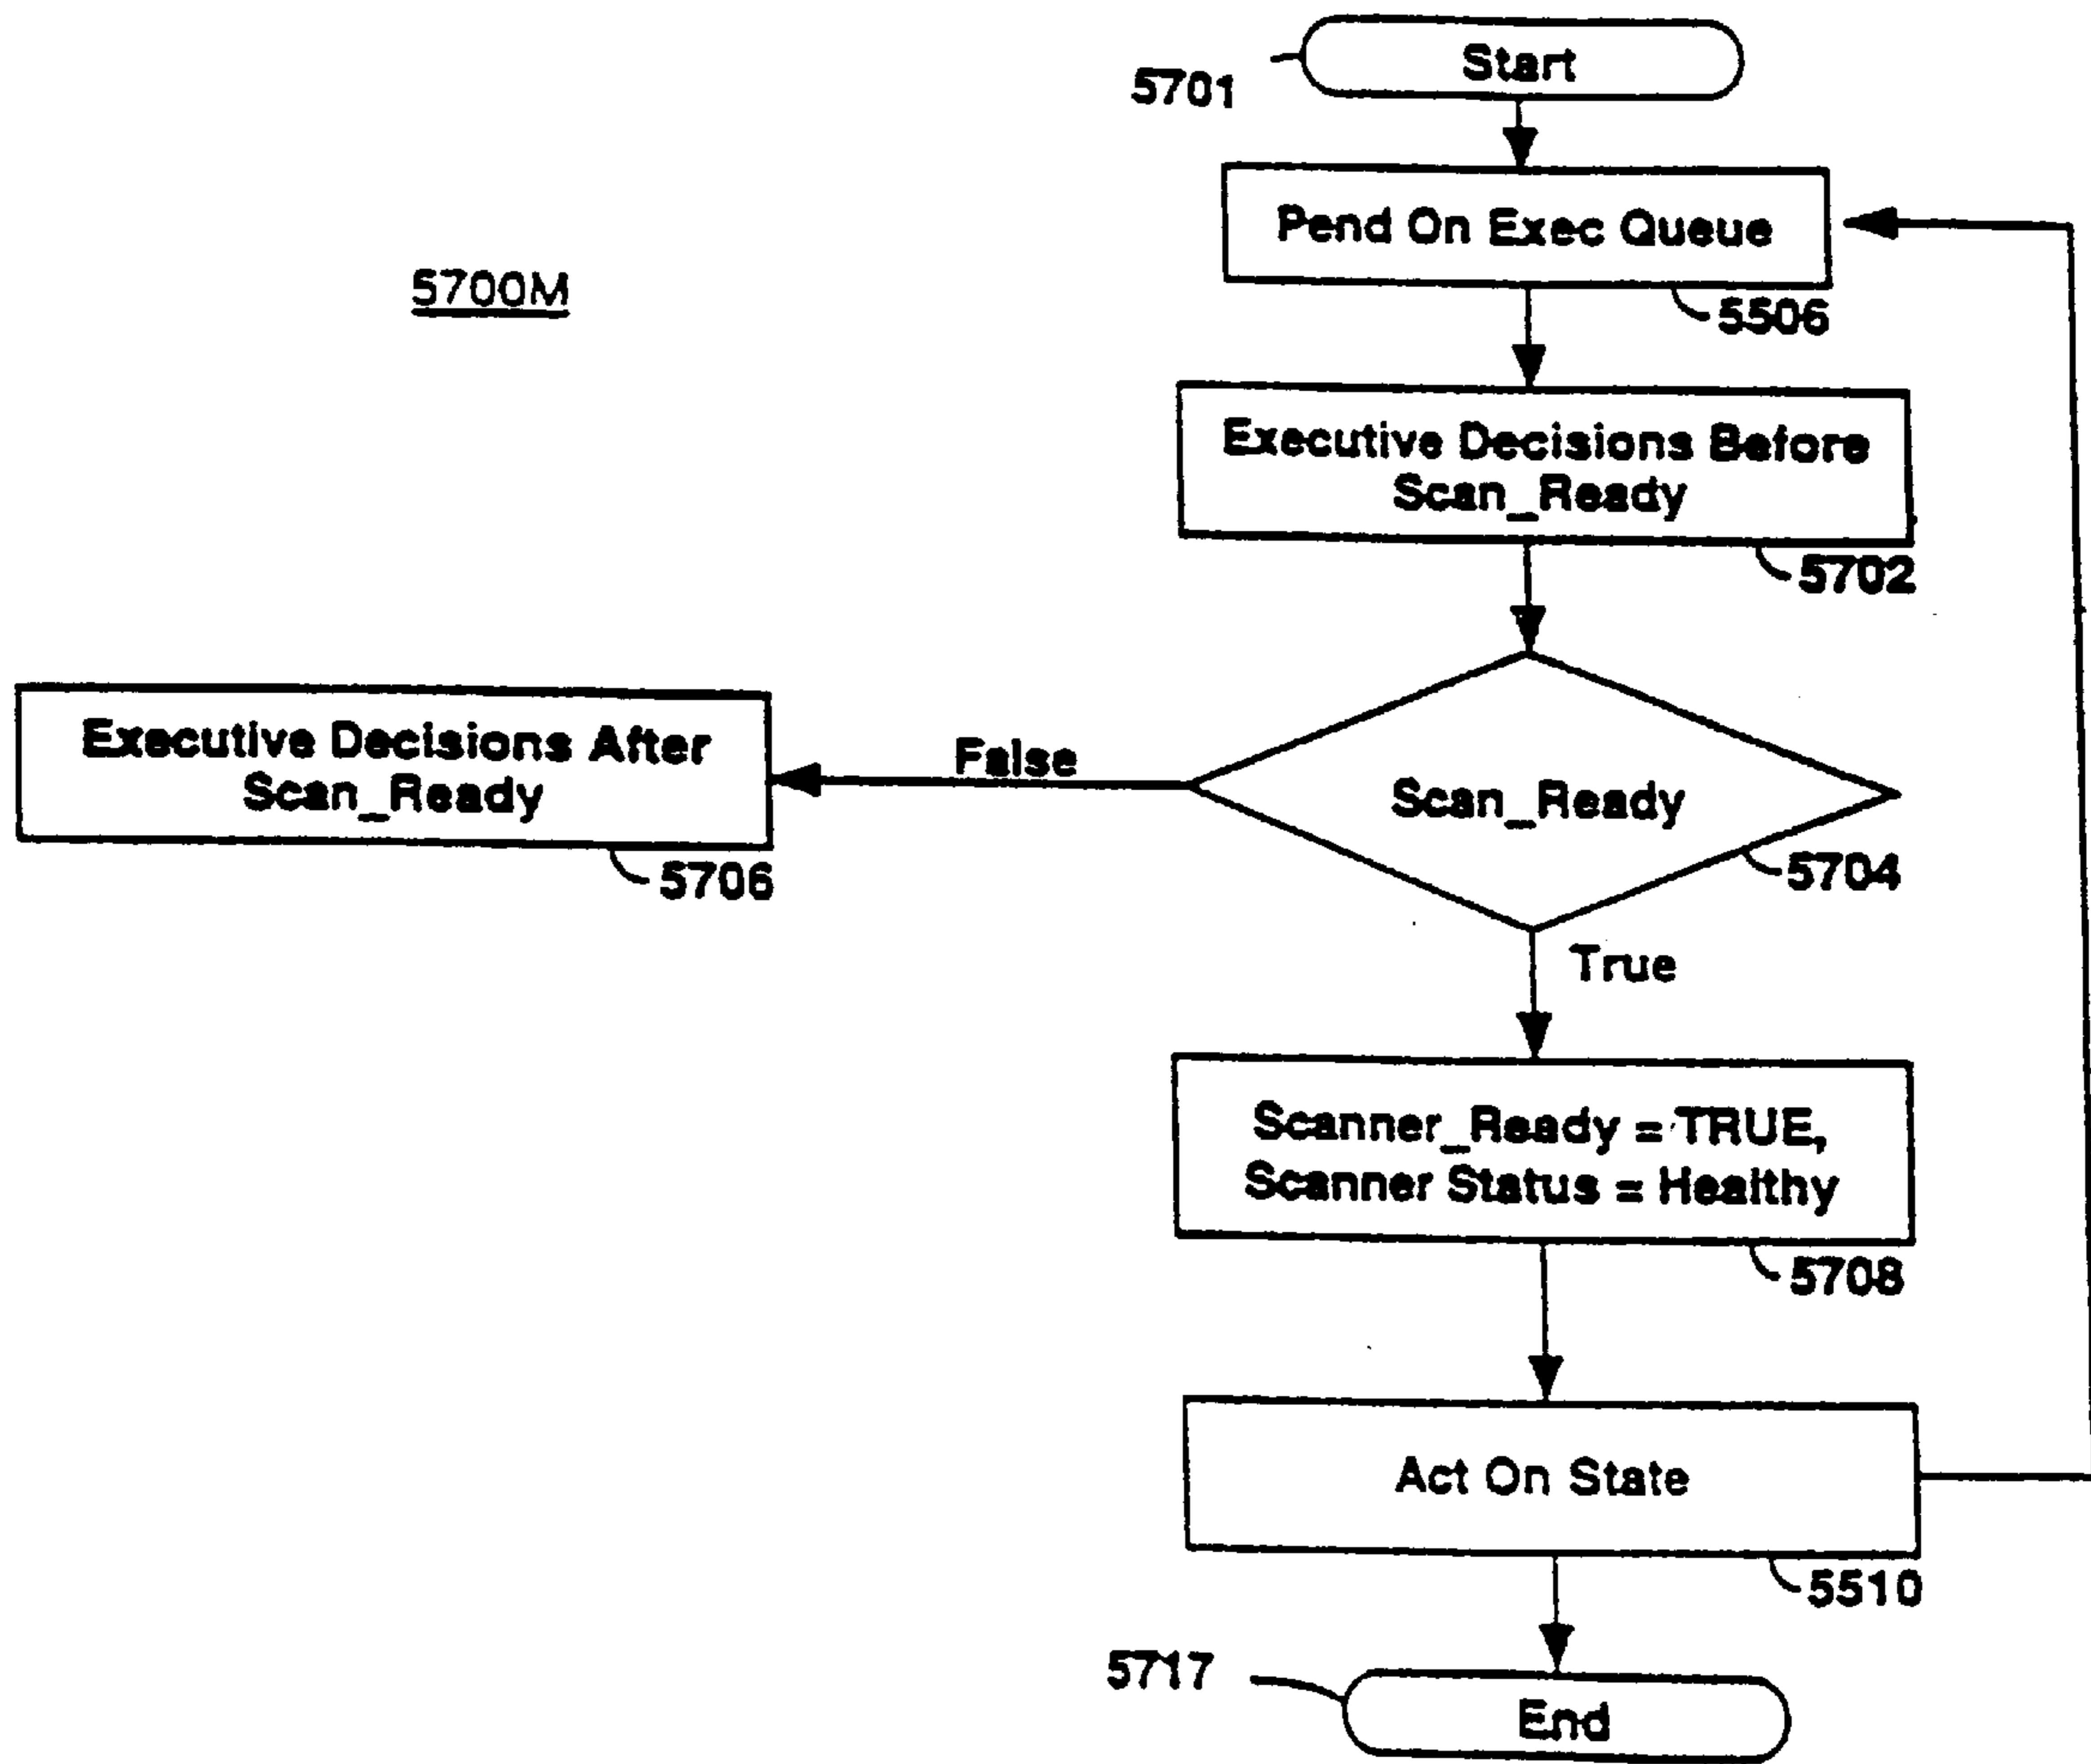 Start
5701
Pend On Exec Queue
5700M
5506
Executive Decisions Before
Scan_Ready
5702
Executive Decisions After
Scan_Ready
False
Scan_Ready
5706
5704
True
Scanner_Ready = TRUE,
Scanner Status = Healthy
5708
Act On State
5510
5717
End